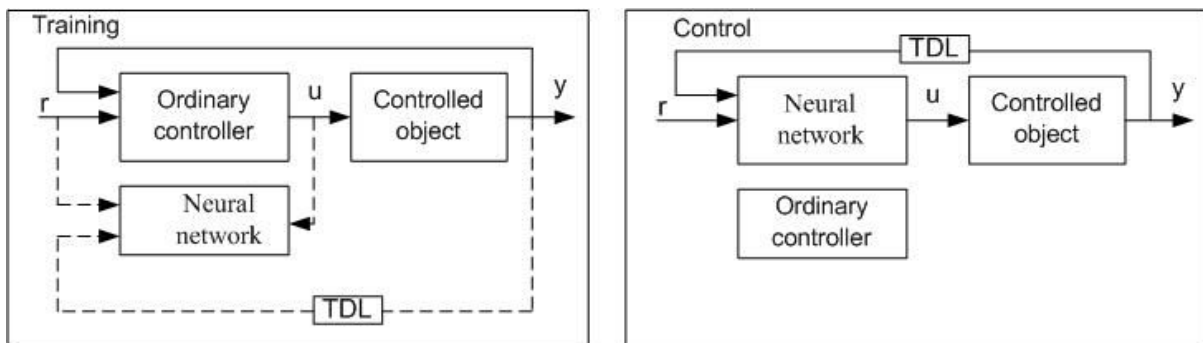 Training
r
Ordinary
controller
u
Controlled
object
y
Neural
network
TDL
Control
TDL
r
Neural
network
u
Controlled
object
y
Ordinary
controller